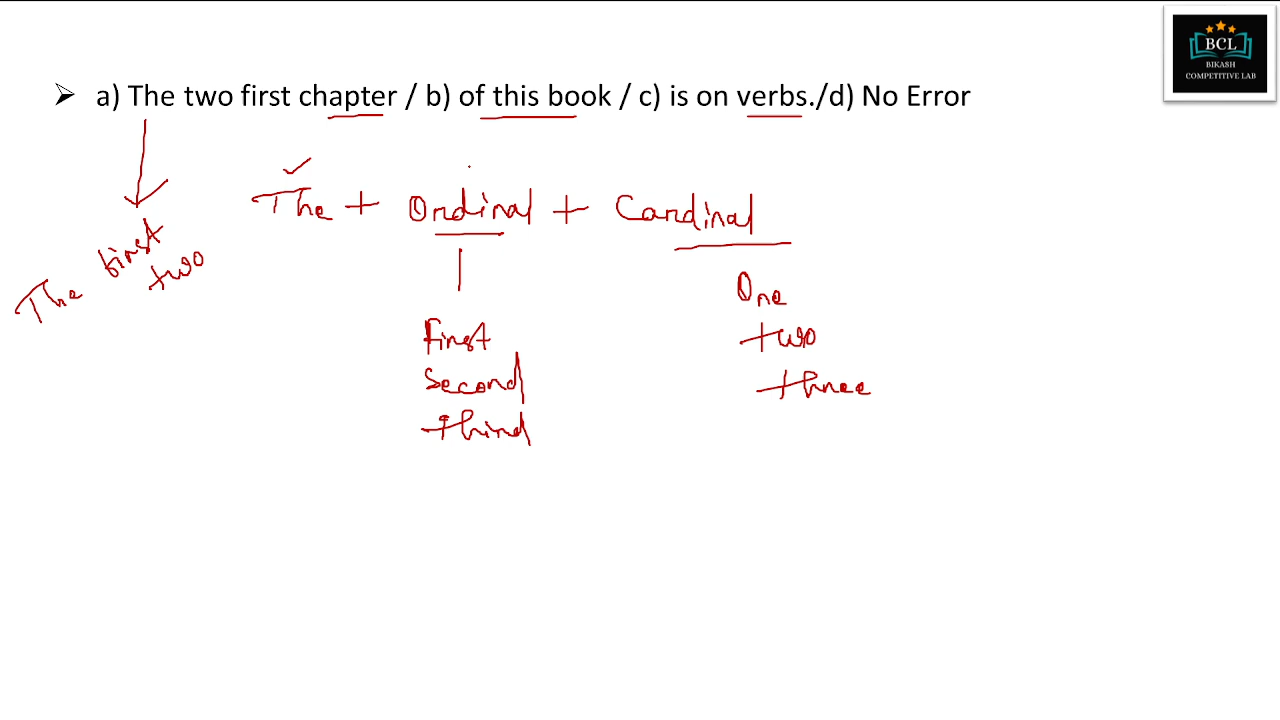 BCL
BIKASH
COMPETITIVE LAB
➢ a) The two first chapter / b) of this book / c) is on verbs./d) No Error
The + Ordinal + Cardinal
The first two
First
Second
third
One
two
three